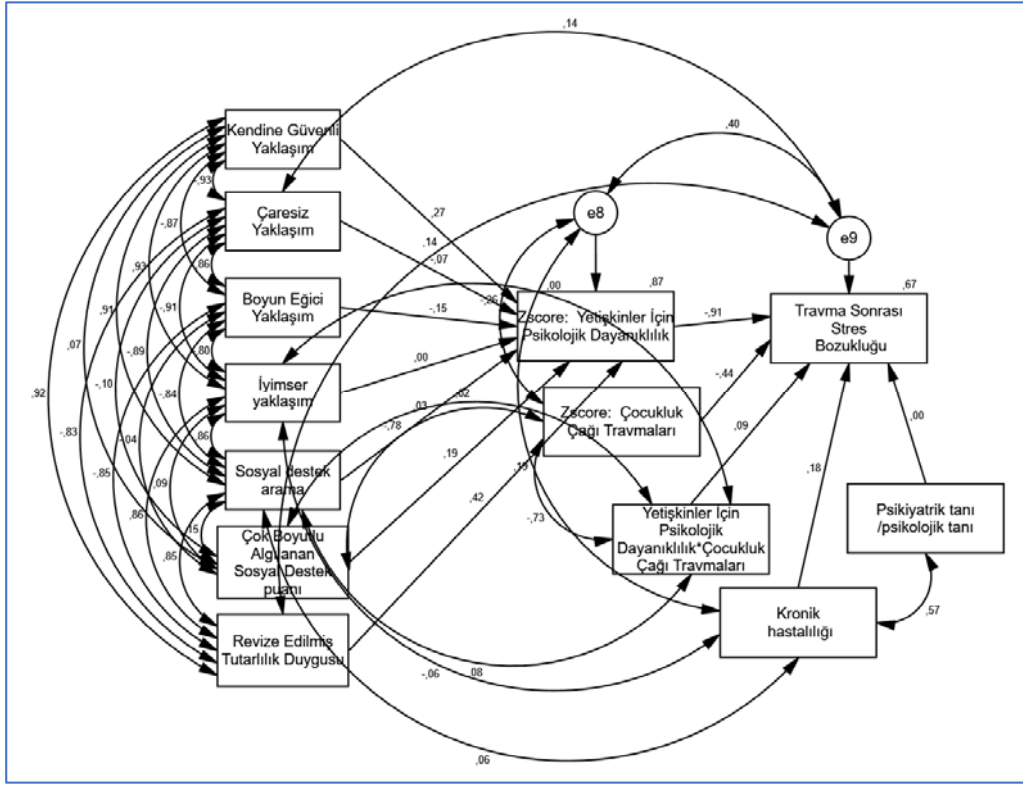 ,14
,40
Kendine Güvenli
Yaklaşım
-,93
Çaresiz
Yaklaşım
-,87
,86
Boyun Eğici
Yaklaşım
,93
-,91
,80
İyimser
yaklaşım
,91
-,89
-,84
,86
Sosyal destek
arama
,07
-,10
-,04
,09
,15
Çok Boyutlu
Algılanan
Sosyal Destek
puanı
,92
-,83
-,85
,86
,85
Revize Edilmiş
Tutarlılık Duygusu
,27
,14
-,07
-,15
,00
,02
,03
-,78
,19
,42
e8
e9
-,26
,00
,87
Zscore: Yetişkinler İçin
Psikolojik Dayanıklılık
-,91
,67
Travma Sonrası
Stres
Bozukluğu
-,44
Zscore: Çocukluk
Çağı Travmaları
,09
-,73
Yetişkinler İçin
Psikolojik
Dayanıklılık*Çocukluk
Çağı Travmaları
,18
,00
Psikiyatrik tanı
/psikolojik tanı
,57
Kronik
hastalılığı
-,06
,08
,06